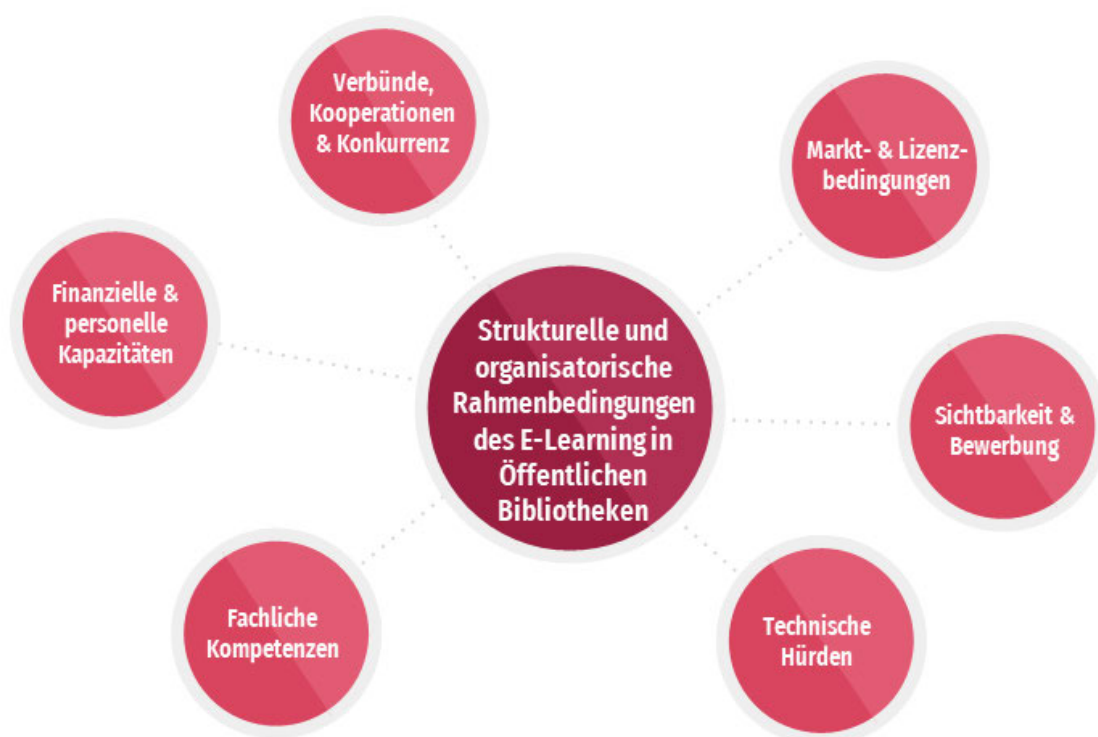 Verbünde,
Kooperationen
& Konkurrenz
Markt- & Lizenz-
bedingungen
Finanzielle &
personelle
Kapazitäten
Strukturelle und
organisatorische
Rahmenbedingungen
des E-Learning in
Öffentlichen
Bibliotheken
Sichtbarkeit &
Bewerbung
Fachliche
Kompetenzen
Technische
Hürden